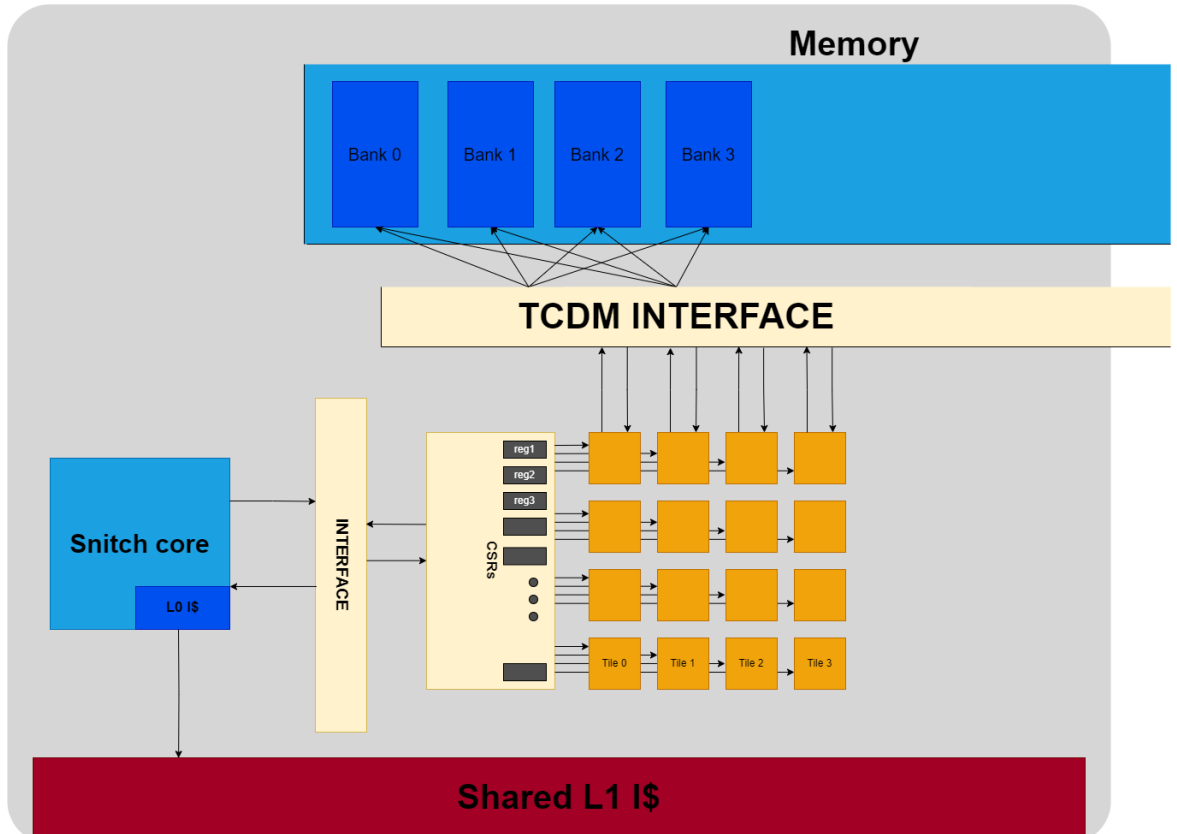 Memory
Bank 0
Bank 1
Bank 2
Bank 3
TCDM INTERFACE
Snitch core
L0 I$
INTERFACE
CSRs
reg1
reg2
reg3
Tile 0
Tile 1
Tile 2
Tile 3
Shared L1 I$